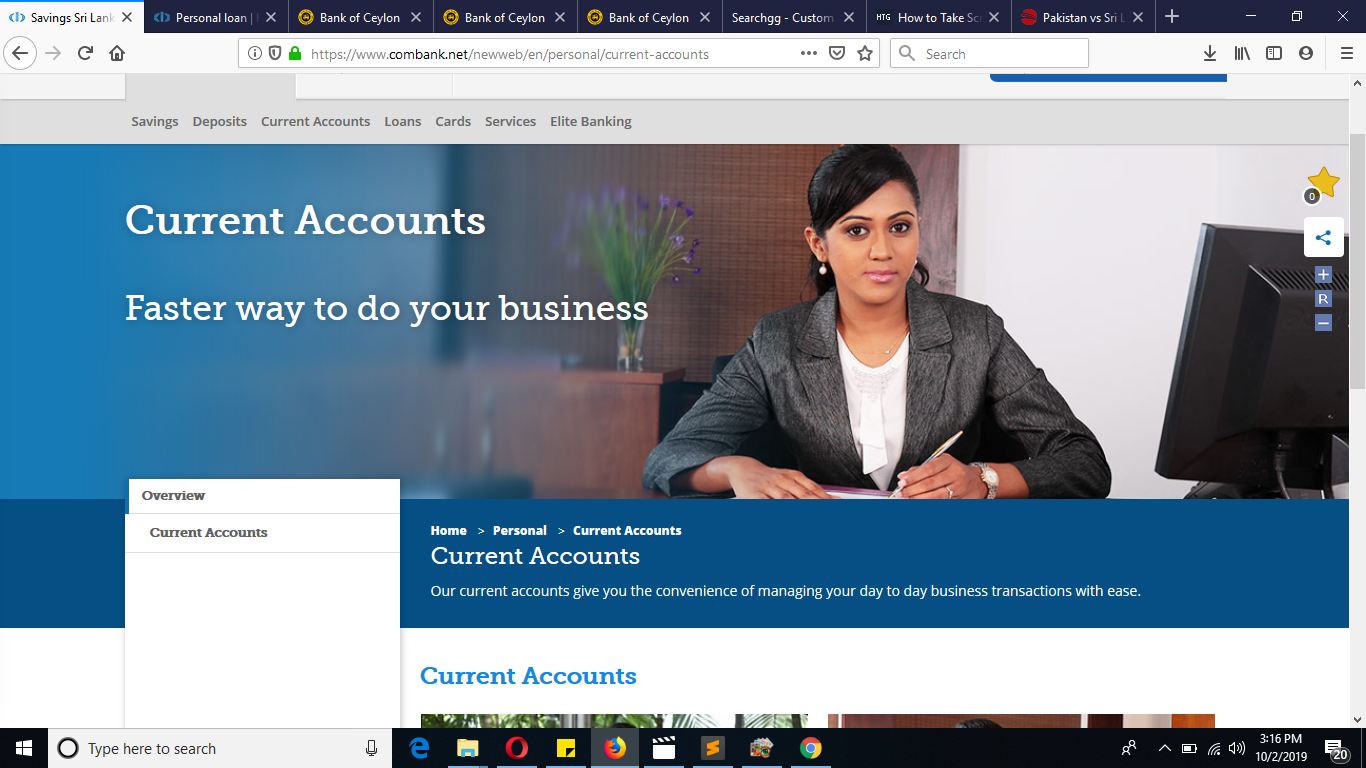 Savings Sri Lank
Personal loan |
Bank of Ceylon
Bank of Ceylon
Bank of Ceylon
Searchgg - Custom
HTG How to Take Scr
Pakistan vs Sri L
https://www.combank.net/newweb/en/personal/current-accounts
Search
Savings Deposits Current Accounts Loans Cards Services Elite Banking
Current Accounts
Faster way to do your business
0
+
R
−
Overview
Current Accounts
Home > Personal > Current Accounts
Current Accounts
Our current accounts give you the convenience of managing your day to day business transactions with ease.
Current Accounts
Type here to search
3:16 PM
10/2/2019
20